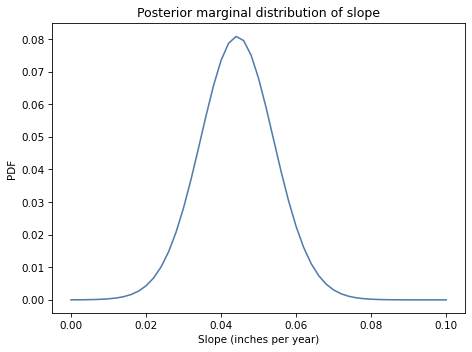 Posterior marginal distribution of slope
0.08
0.07
0.06
0.05
0.04
0.03
0.02
0.01
0.00
PDF
0.00 0.02 0.04 0.06 0.08 0.10
Slope (inches per year)